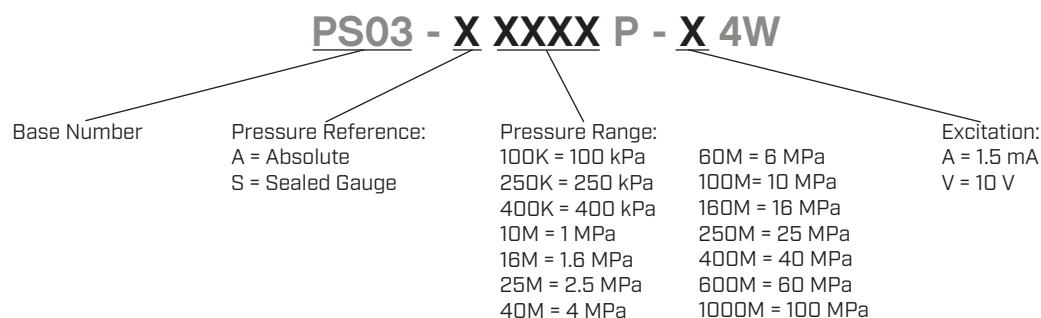 PS03 - X XXXX P - X 4W
Base Number
Pressure Reference:
A = Absolute
S = Sealed Gauge
Pressure Range:
100K = 100 kPa
250K = 250 kPa
400K = 400 kPa
10M = 1 MPa
16M = 1.6 MPa
25M = 2.5 MPa
40M = 4 MPa
60M = 6 MPa
100M= 10 MPa
160M = 16 MPa
250M = 25 MPa
400M = 40 MPa
600M = 60 MPa
1000M = 100 MPa
Excitation:
A = 1.5 mA
V = 10 V